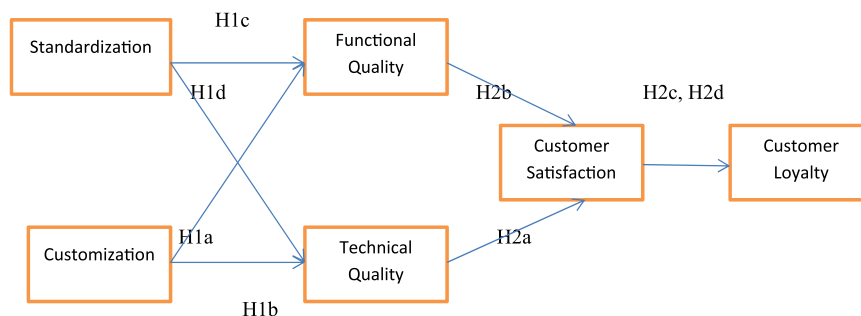 H1c
Standardization
Functional
Quality
H1d
H2b
H2c, H2d
Customer
Satisfaction
Customer
Loyalty
Customization
H1a
Technical
Quality
H2a
H1b